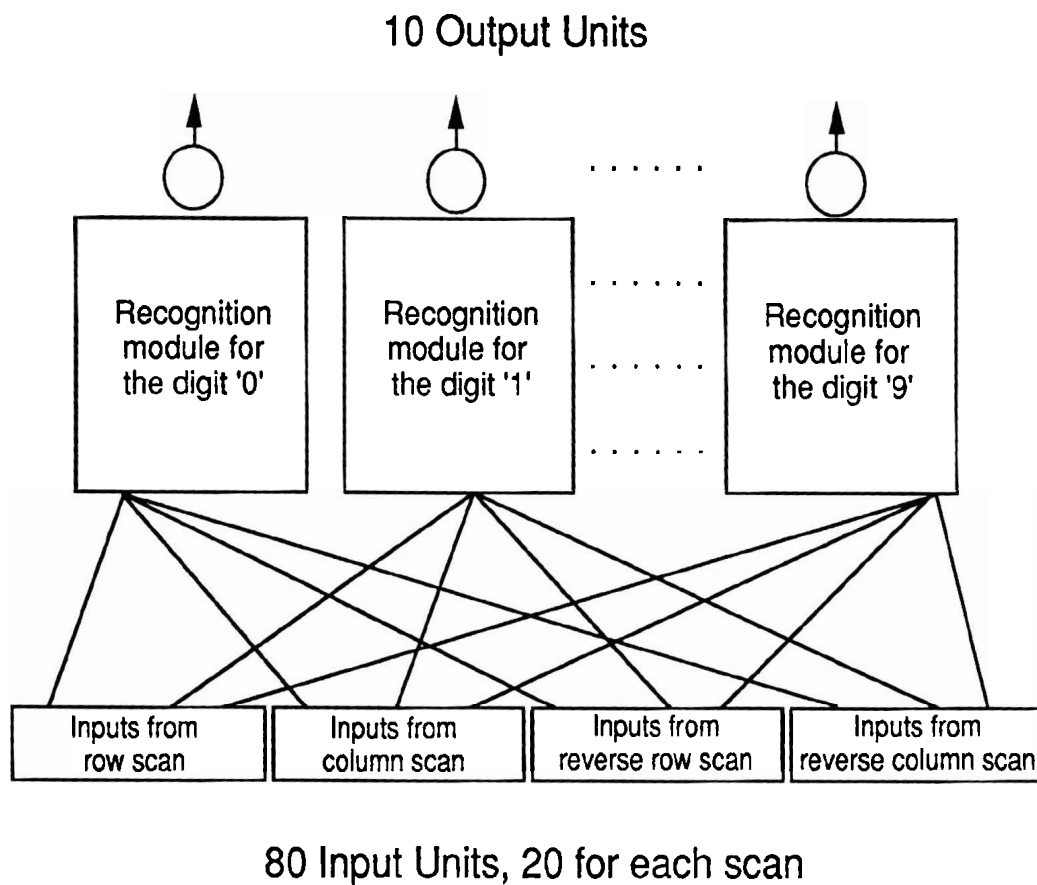 10 Output Units
. . . . . .
Recognition
module for
the digit '0'
Recognition
module for
the digit '1'
. . . . . .
. . . . . .
. . . . . .
Recognition
module for
the digit '9'
Inputs from
row scan
Inputs from
column scan
Inputs from
reverse row scan
Inputs from
reverse column scan
80 Input Units, 20 for each scan